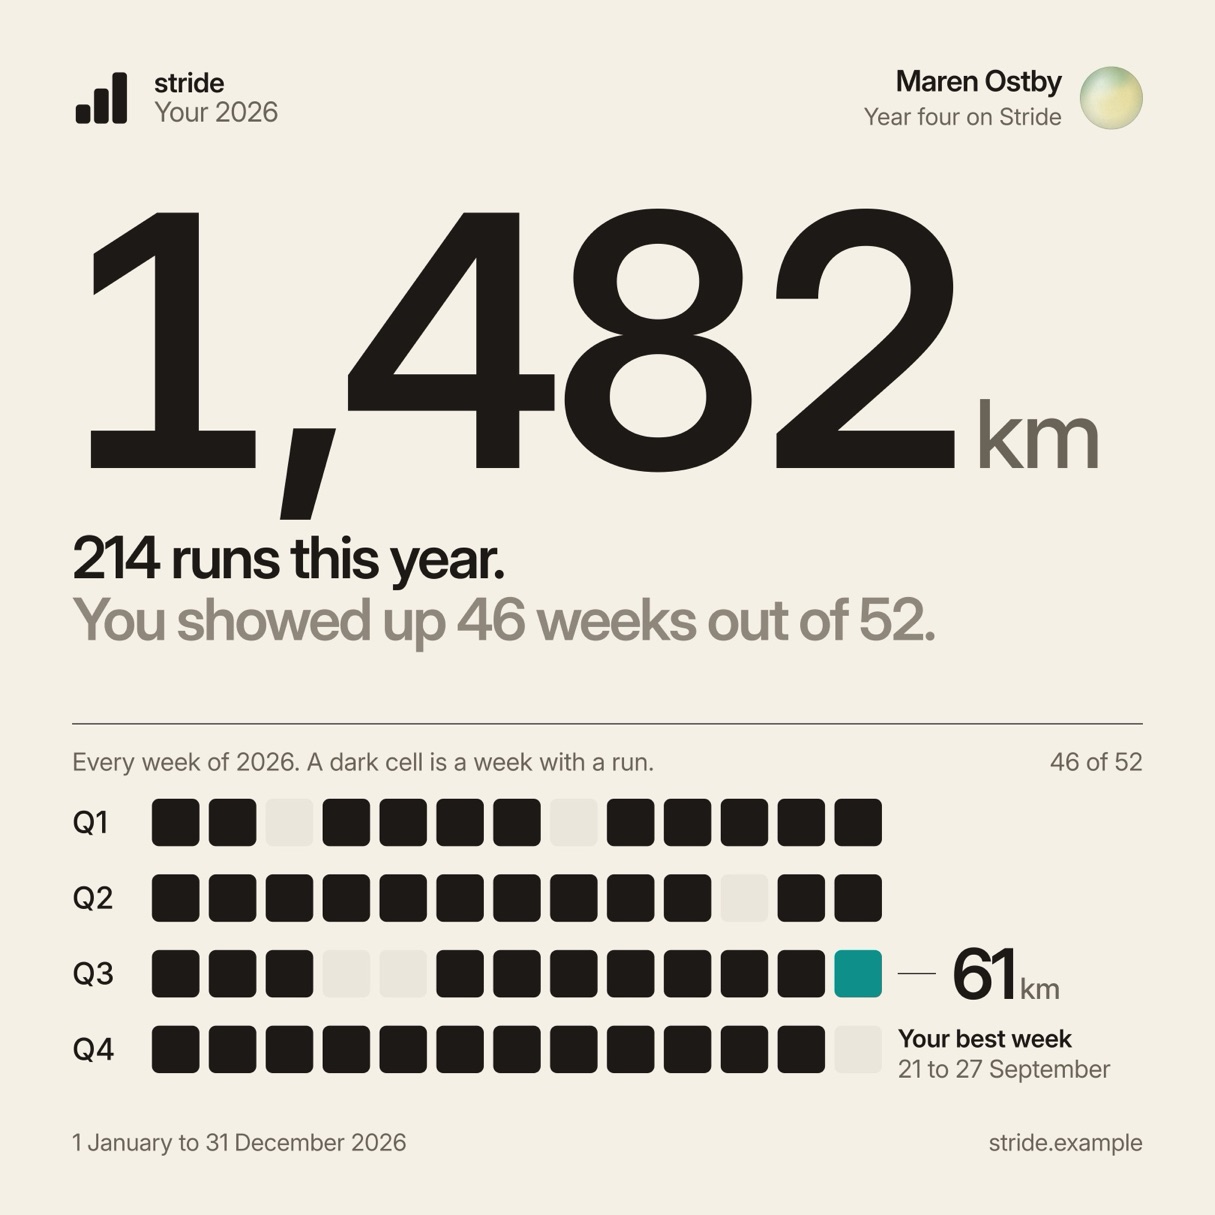 stride
Your 2026
Maren Ostby
Year four on Stride
1,482 km
214 runs this year.
You showed up 46 weeks out of 52.
Every week of 2026. A dark cell is a week with a run.
46 of 52
Q1
Q2
Q3
61 km
Q4
Your best week
21 to 27 September
1 January to 31 December 2026
stride.example